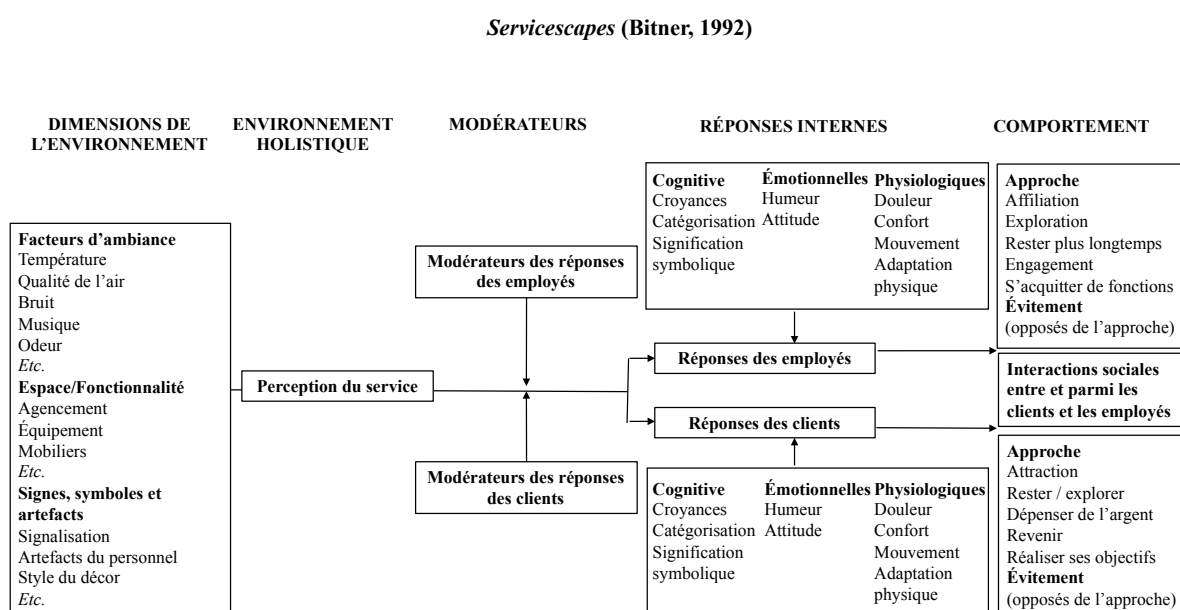 Servicescapes (Bitner, 1992)
DIMENSIONS DE
L'ENVIRONNEMENT
ENVIRONNEMENT
HOLISTIQUE
MODÉRATEURS
RÉPONSES INTERNES
COMPORTEMENT
Facteurs d'ambiance
Température
Qualité de l'air
Bruit
Musique
Odeur
Etc.
Espace/Fonctionnalité
Agencement
Équipement
Mobiliers
Etc.
Signes, symboles et
artefacts
Signalisation
Artefacts du personnel
Style du décor
Etc.
Perception du service
Modérateurs des réponses
des employés
Modérateurs des réponses
des clients
Cognitive
Croyances
Catégorisation
Signification
symbolique
Émotionnelles
Humeur
Attitude
Physiologiques
Douleur
Confort
Mouvement
Adaptation
physique
Réponses des employés
Réponses des clients
Cognitive
Croyances
Catégorisation
Signification
symbolique
Émotionnelles
Humeur
Attitude
Physiologiques
Douleur
Confort
Mouvement
Adaptation
physique
Approche
Affiliation
Exploration
Rester plus longtemps
Engagement
S'acquitter de fonctions
Évitement
(opposés de l'approche)
Interactions sociales
entre et parmi les
clients et les employés
Approche
Attraction
Rester / explorer
Dépenser de l'argent
Revenir
Réaliser ses objectifs
Évitement
(opposés de l'approche)